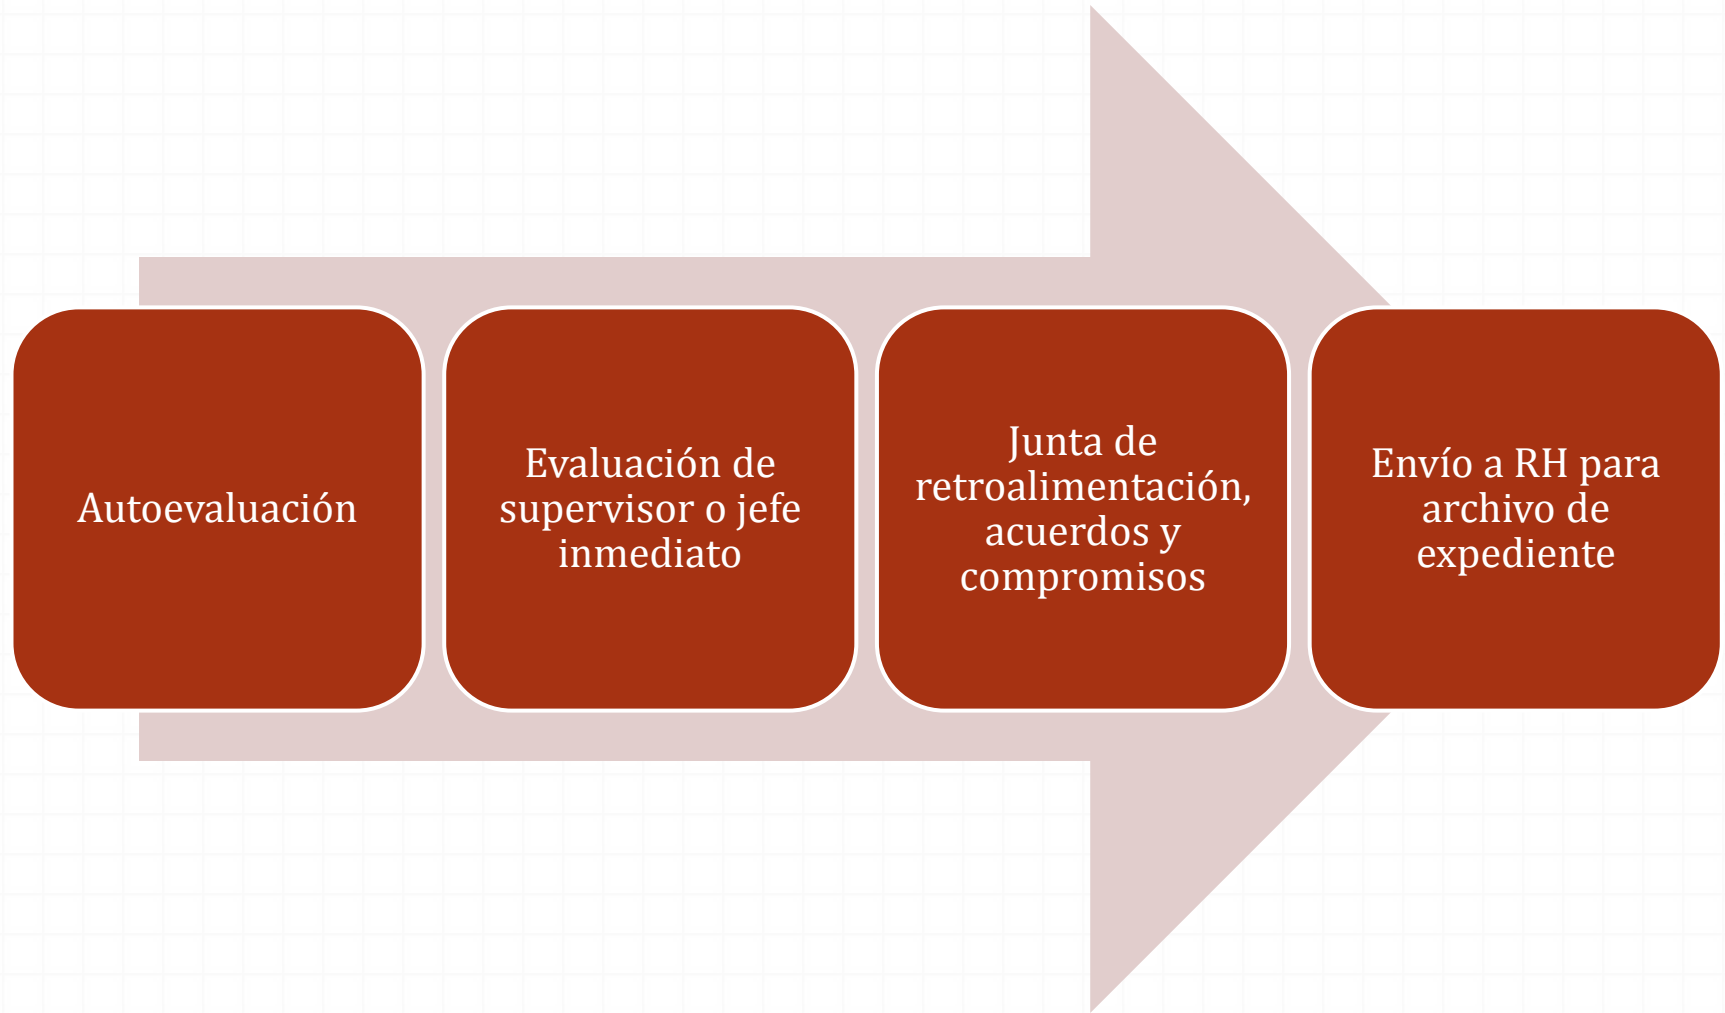 Autoevaluación
Evaluación de
supervisor o jefe
inmediato
Junta de
retroalimentación,
acuerdos y
compromisos
Envío a RH para
archivo de
expediente